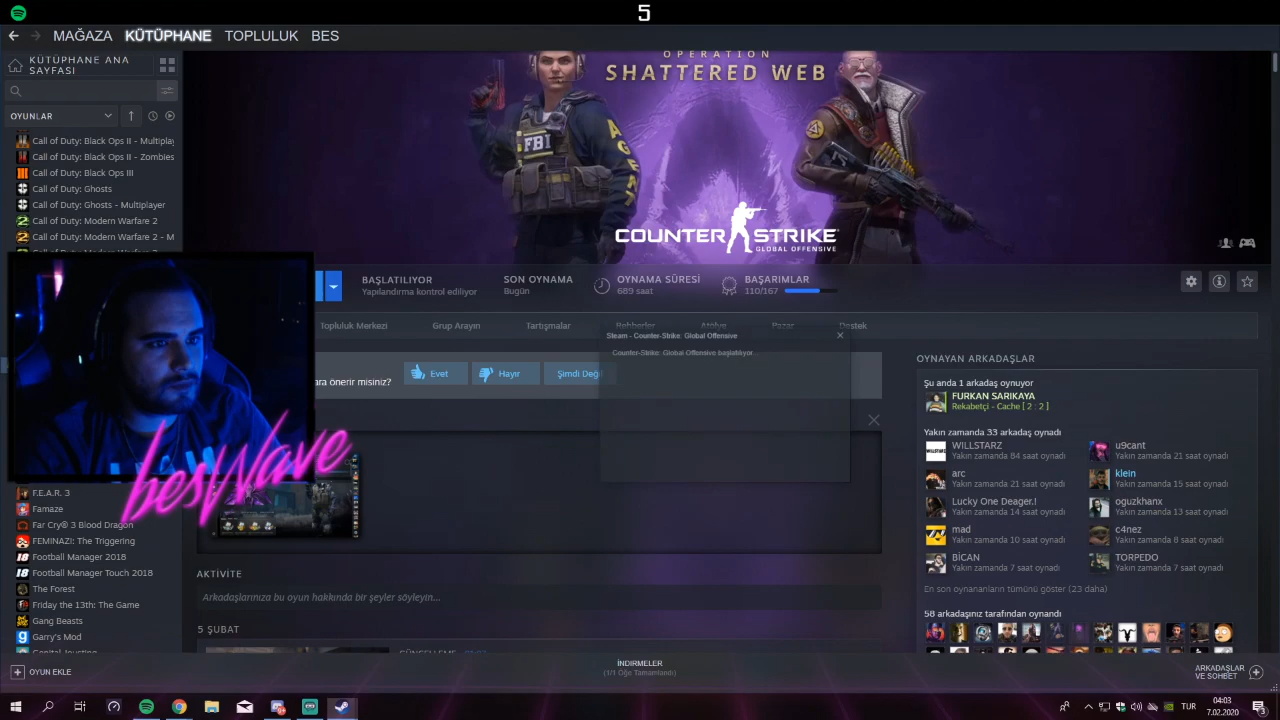 5
MAĞAZA KÜTÜPHANE TOPLULUK BES
KÜTÜPHANE ANA
SAYFASI
OYUNLAR
Call of Duty: Black Ops II - Multiplay
Call of Duty: Black Ops II - Zombies
Call of Duty: Black Ops III
Call of Duty: Ghosts
Call of Duty: Ghosts - Multiplayer
Call of Duty: Modern Warfare 2
Call of Duty: Modern Warfare 2 - M
F.E.A.R. 3
Famaze
Far Cry® 3 Blood Dragon
FEMINAZI: The Triggering
Football Manager 2018
Football Manager Touch 2018
The Forest
Friday the 13th: The Game
Gang Beasts
Garry's Mod
Genital Jousting
OYUN EKLE
OPERATION
SHATTERED WEB
FBI
AGENT
COUNTER STRIKE
GLOBAL OFFENSIVE
BAŞLATILIYOR
Yapılandırma kontrol ediliyor
SON OYNAMA
Bugün
OYNAMA SÜRESİ
689 saat
BAŞARIMLAR
110/167
Topluluk Merkezi Grup Arayın Tartışmalar Rehberler Atölye Pazar Destek
Steam - Counter-Strike: Global Offensive
Counter-Strike: Global Offensive başlatılıyor...
ara önerir misiniz? Evet Hayır Şimdi Değil
AKTİVİTE
Arkadaşlarınıza bu oyun hakkında bir şeyler söyleyin...
5 ŞUBAT
GÜNCELLEME
OYNAYAN ARKADAŞLAR
Şu anda 1 arkadaş oynuyor
FURKAN SARIKAYA
Rekabetçi - Cache [ 2 : 2 ]
Yakın zamanda 33 arkadaş oynadı
WILLSTARZ
Yakın zamanda 84 saat oynadı
u9cant
Yakın zamanda 21 saat oynadı
arc
Yakın zamanda 21 saat oynadı
klein
Yakın zamanda 15 saat oynadı
Lucky One Deager.!
Yakın zamanda 14 saat oynadı
oguzkhanx
Yakın zamanda 13 saat oynadı
mad
Yakın zamanda 10 saat oynadı
c4nez
Yakın zamanda 8 saat oynadı
BİCAN
Yakın zamanda 7 saat oynadı
TORPEDO
Yakın zamanda 7 saat oynadı
En son oynananların tümünü göster (23 daha)
58 arkadaşınız tarafından oynandı
İNDİRMELER
(1/1 Öğe Tamamlandı)
ARKADAŞLAR
VE SOHBET
TUR
04:03
7.02.2020
3